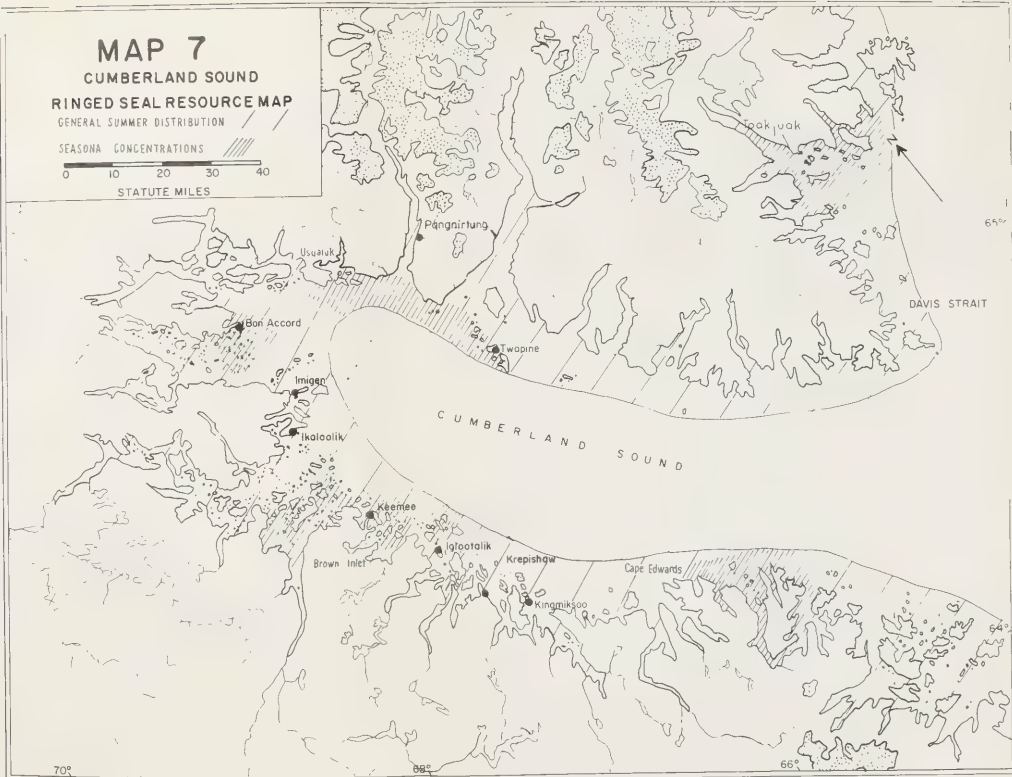 MAP 7
CUMBERLAND SOUND
RINGED SEAL RESOURCE MAP
GENERAL SUMMER DISTRIBUTION
SEASONA CONCENTRATIONS
0 10 20 30 40
STATUTE MILES
Pangnirtung
Usualuk
65°
DAVIS STRAIT
Bon Accord
Twapine
Imigen
CUMBERLAND SOUND
Ikaloolik
Keemee
Brown Inlet
Krepishaw
Cape Edwards
Kingmiksoo
64°
70°
68°
66°